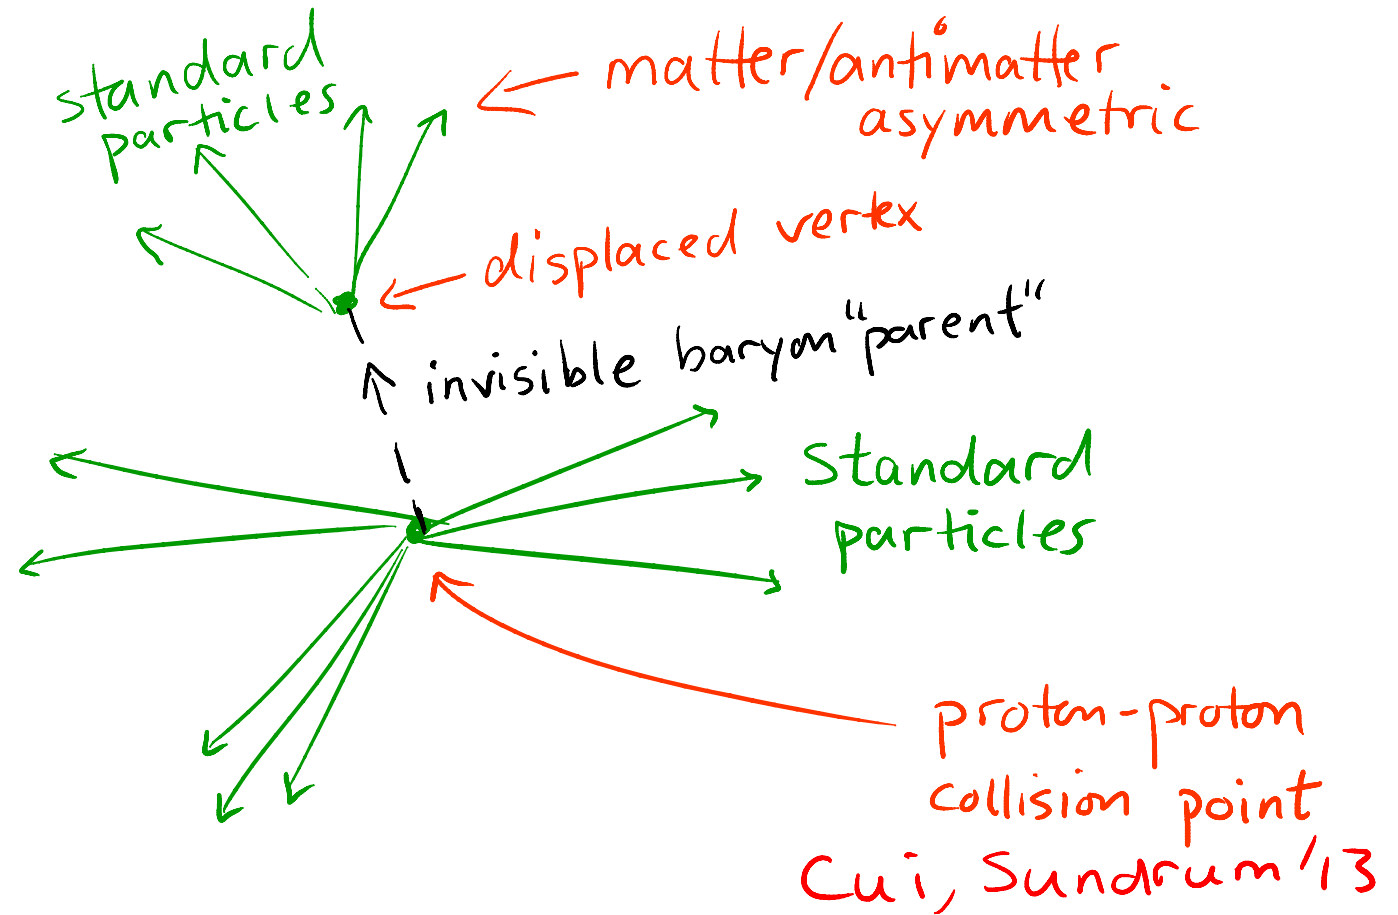 standard
particles
matter/antimatter
asymmetric
displaced vertex
invisible baryon "parent"
Standard
particles
proton-proton
collision point
Cui, Sundrum '13